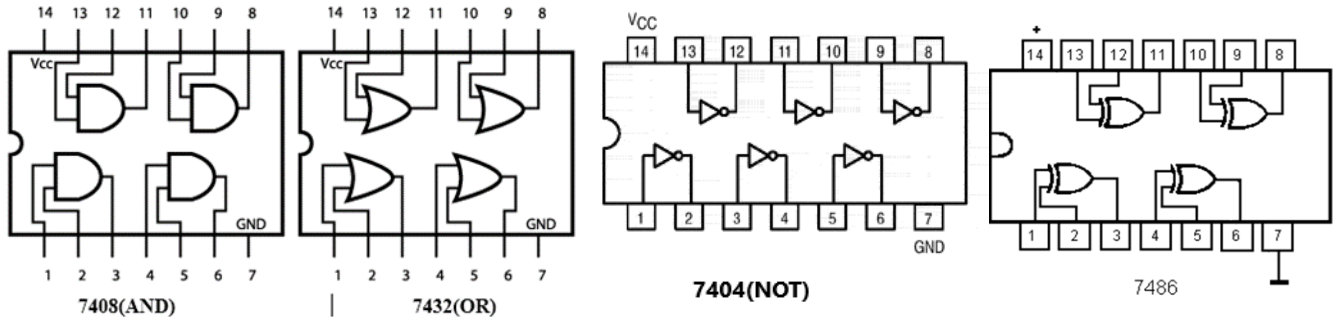 14 13 12 11 10 9 8
Vcc
GND
1 2 3 4 5 6 7
7408(AND)
14 13 12 11 10 9 8
Vcc
GND
1 2 3 4 5 6 7
7432(OR)
VCC
14 13 12 11 10 9 8
1 2 3 4 5 6 7
GND
7404(NOT)
+
14 13 12 11 10 9 8
1 2 3 4 5 6 7
7486